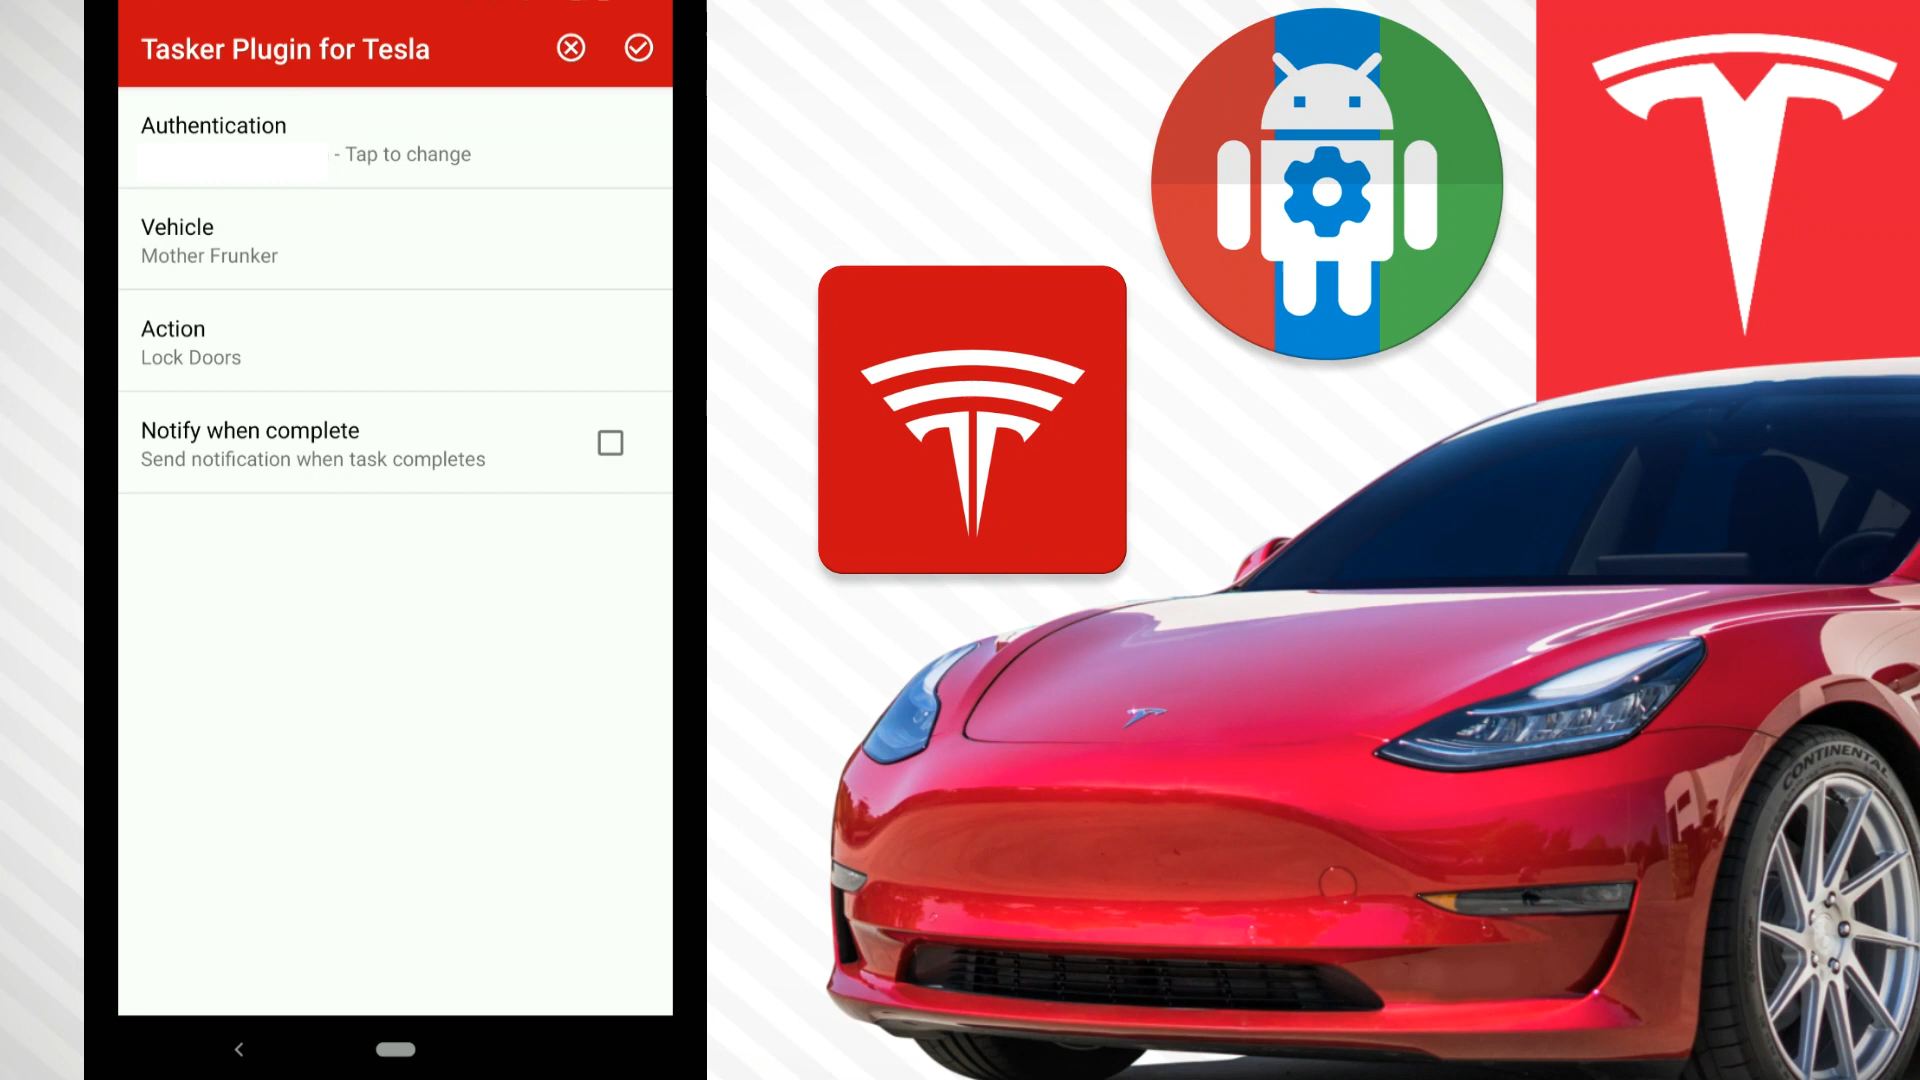 Tasker Plugin for Tesla
Authentication
- Tap to change
Vehicle
Mother Frunker
Action
Lock Doors
Notify when complete
Send notification when task completes
CONTINENTAL